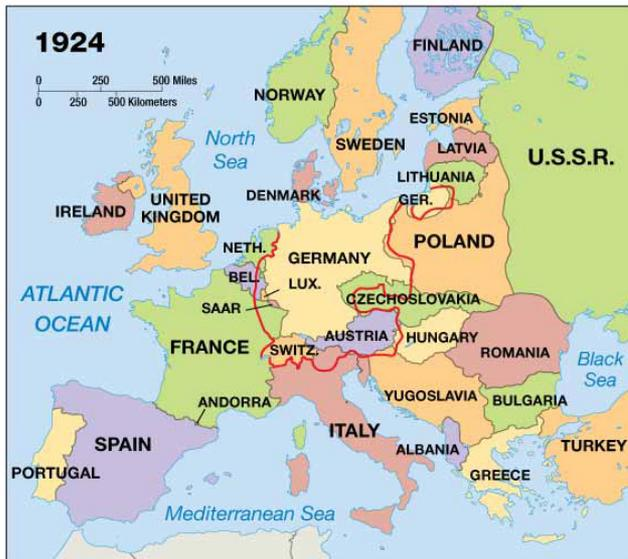 1924
FINLAND
0 250 500 Miles
0 250 500 Kilometers
NORWAY
ESTONIA
North
Sea
SWEDEN
LATVIA
U.S.S.R.
LITHUANIA
DENMARK
GER.
IRELAND
UNITED
KINGDOM
POLAND
NETH.
GERMANY
BEL.
LUX.
ATLANTIC
OCEAN
CZECHOSLOVAKIA
SAAR
AUSTRIA
HUNGARY
FRANCE
SWITZ.
ROMANIA
Black
Sea
ANDORRA
YUGOSLAVIA
BULGARIA
SPAIN
ITALY
ALBANIA
TURKEY
PORTUGAL
GREECE
Mediterranean Sea